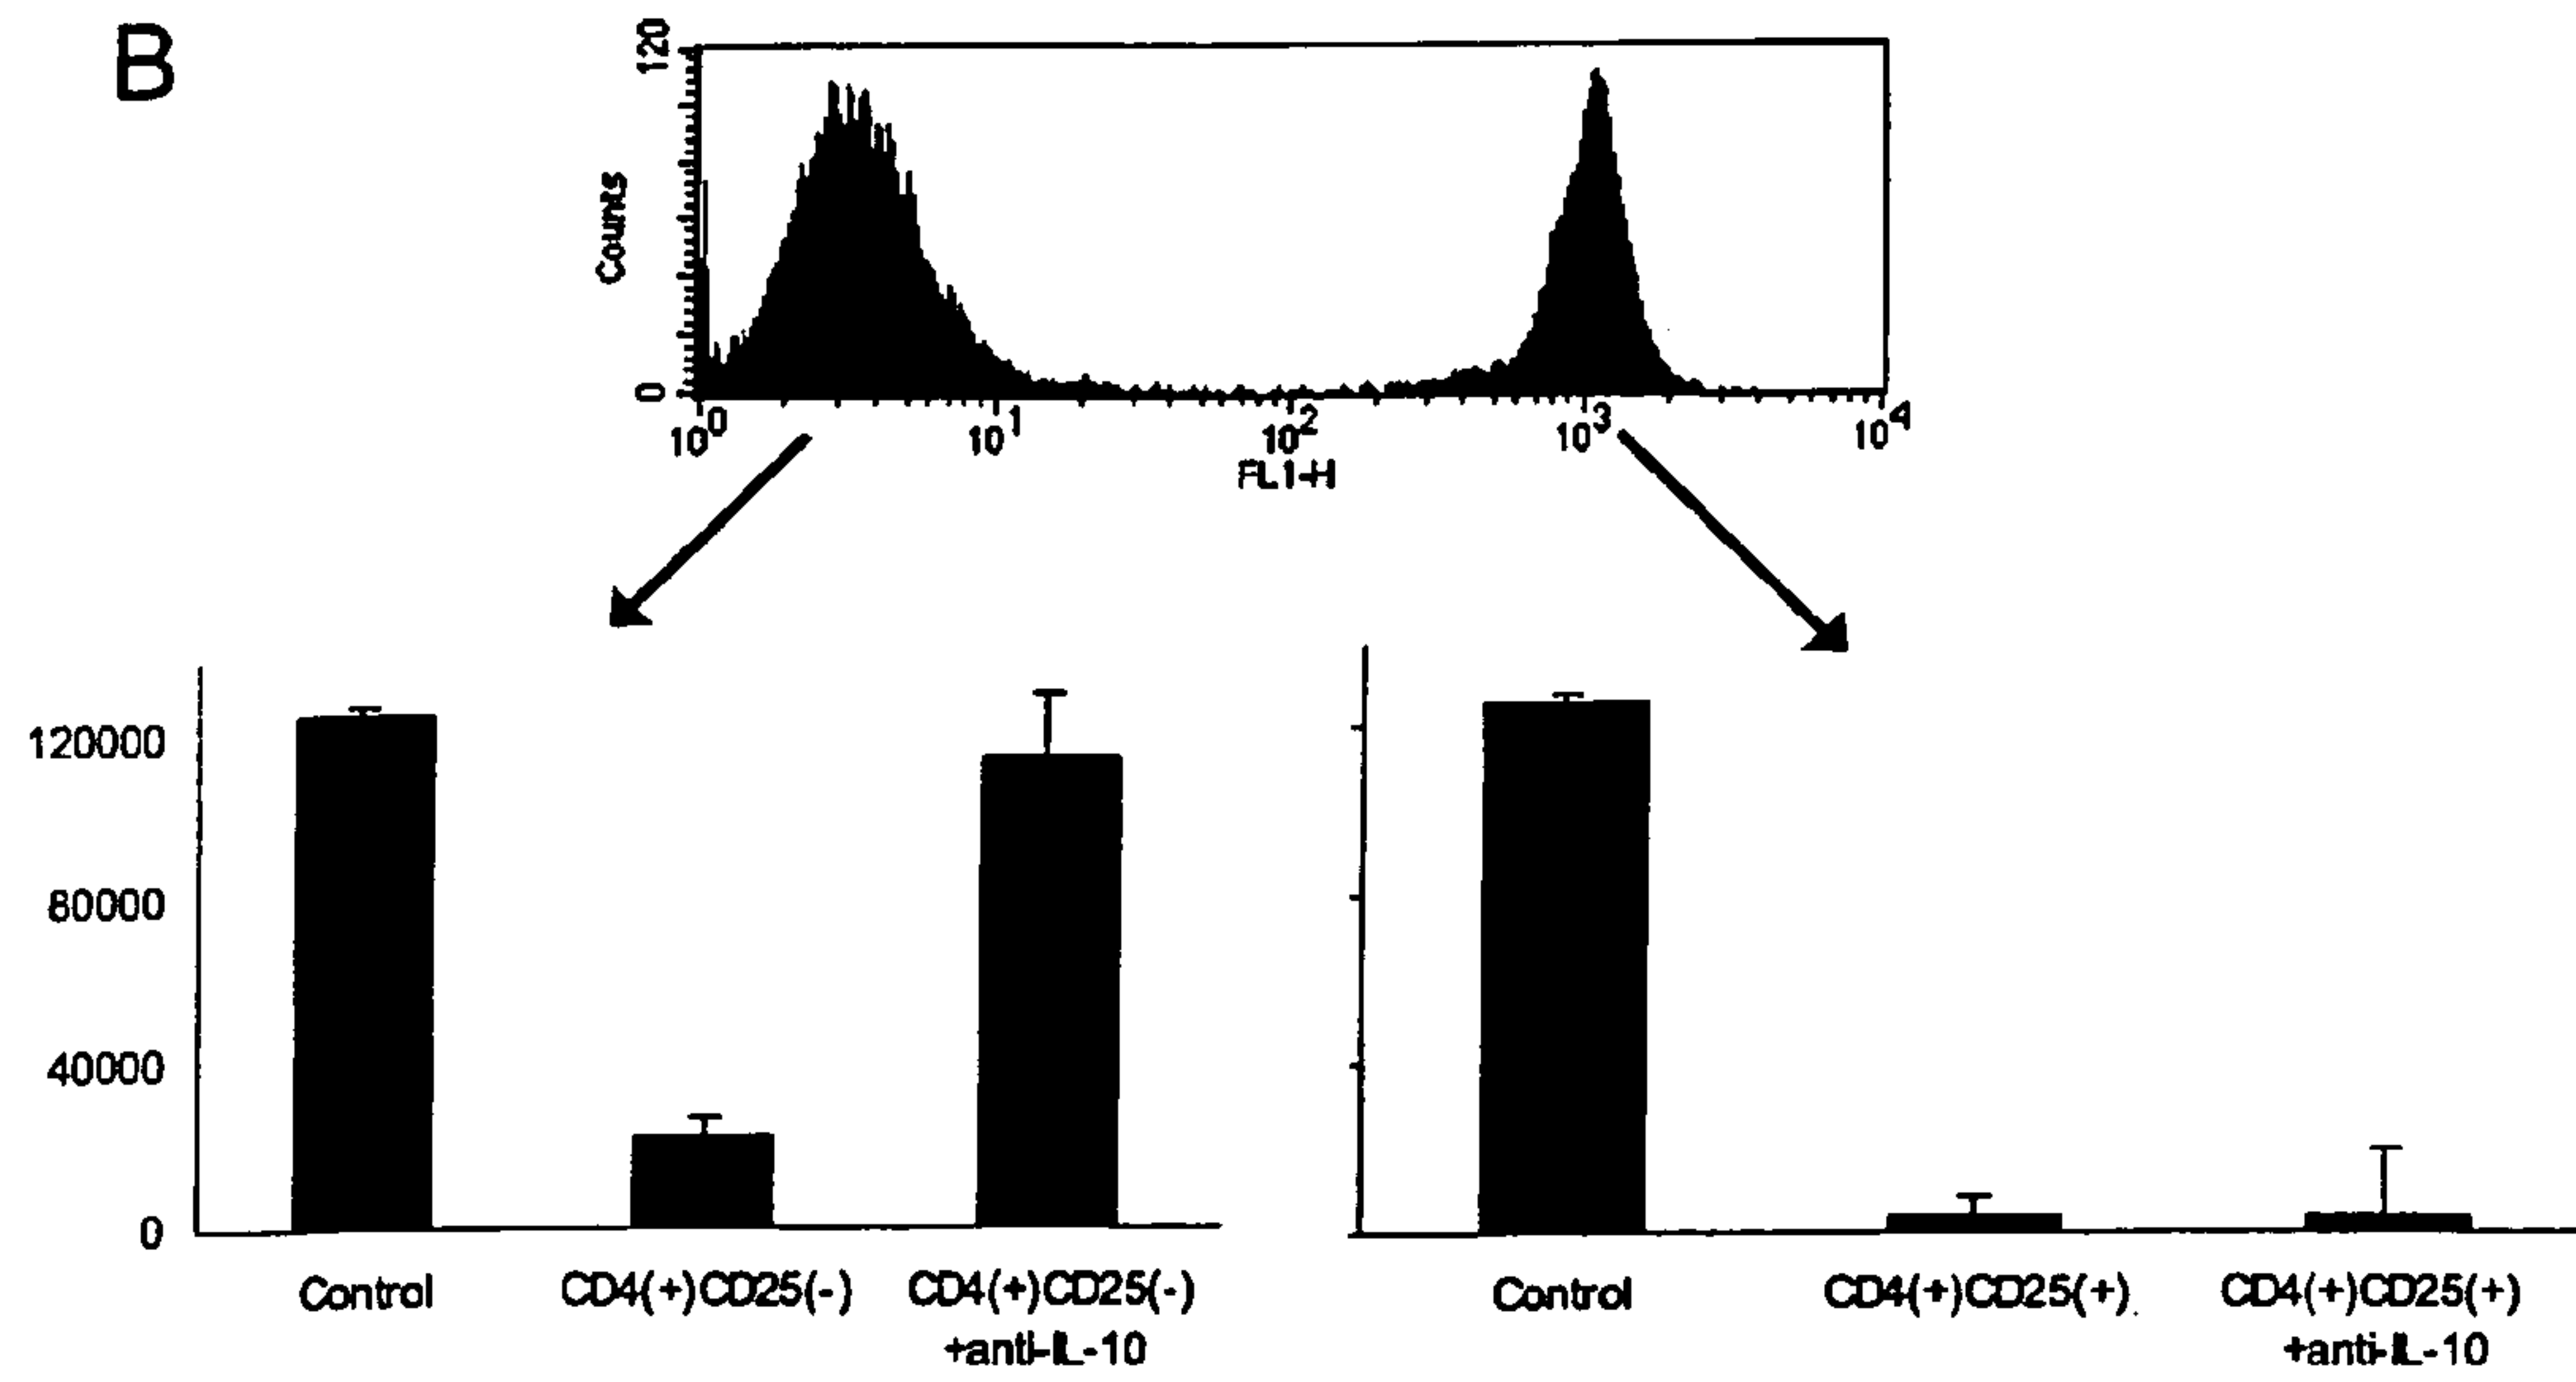 B
120
Counts
0
10^0 10^1 10^2 10^3 10^4
FL1-H
120000
80000
40000
0
Control CD4(+)CD25(-) CD4(+)CD25(-)
+anti-IL-10
Control CD4(+)CD25(+) CD4(+)CD25(+)
+anti-IL-10